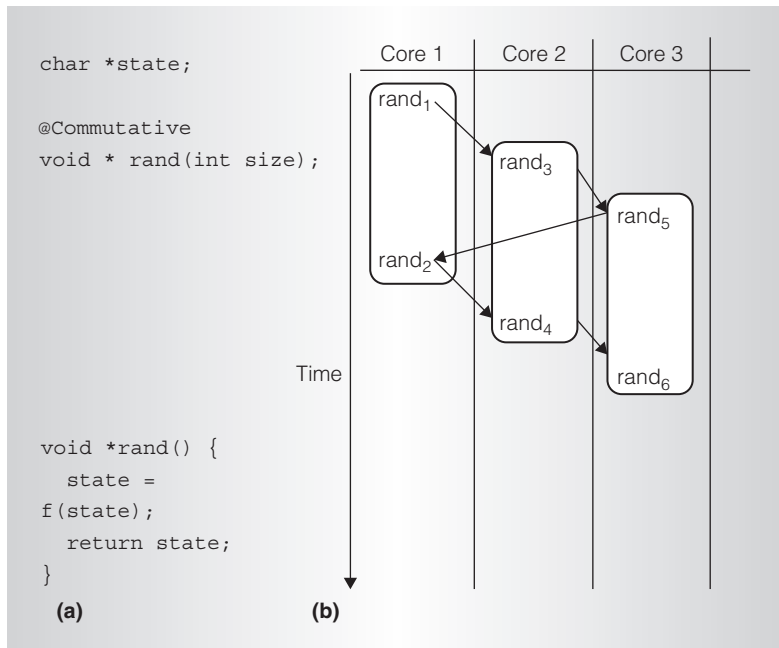 char *state;
@Commutative
void * rand(int size);
void *rand() {
state =
f(state);
return state;
}
(a)
Core 1 Core 2 Core 3
rand1
rand3
rand5
rand2
rand4
rand6
Time
(b)